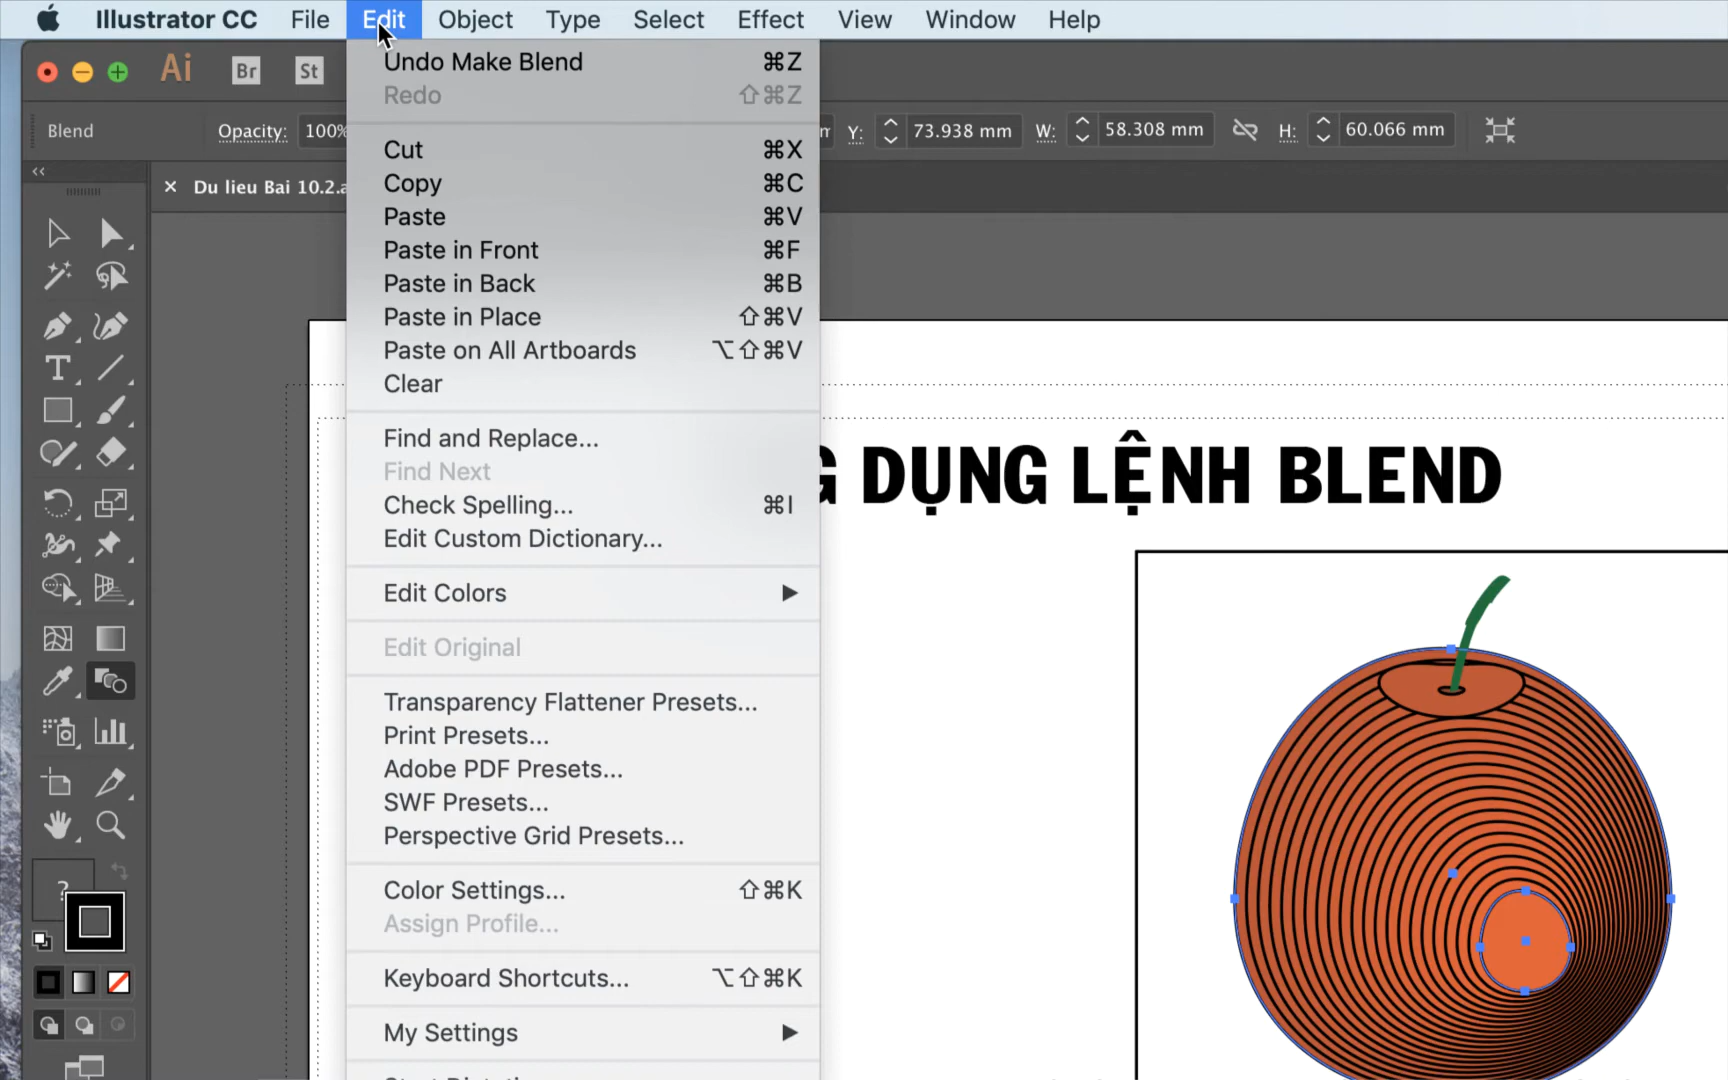 Illustrator CC File Edit Object Type Select Effect View Window Help
Ai Br St
Blend Opacity: 100% Y: 73.938 mm W: 58.308 mm H: 60.066 mm
Du lieu Bai 10.2.a
Undo Make Blend ⌘Z
Redo ⇧⌘Z
Cut ⌘X
Copy ⌘C
Paste ⌘V
Paste in Front ⌘F
Paste in Back ⌘B
Paste in Place ⇧⌘V
Paste on All Artboards ⌥⇧⌘V
Clear
Find and Replace...
Find Next
Check Spelling... ⌘I
Edit Custom Dictionary...
Edit Colors
Edit Original
Transparency Flattener Presets...
Print Presets...
Adobe PDF Presets...
SWF Presets...
Perspective Grid Presets...
Color Settings... ⇧⌘K
Assign Profile...
Keyboard Shortcuts... ⌥⇧⌘K
My Settings
G DỤNG LỆNH BLEND
?